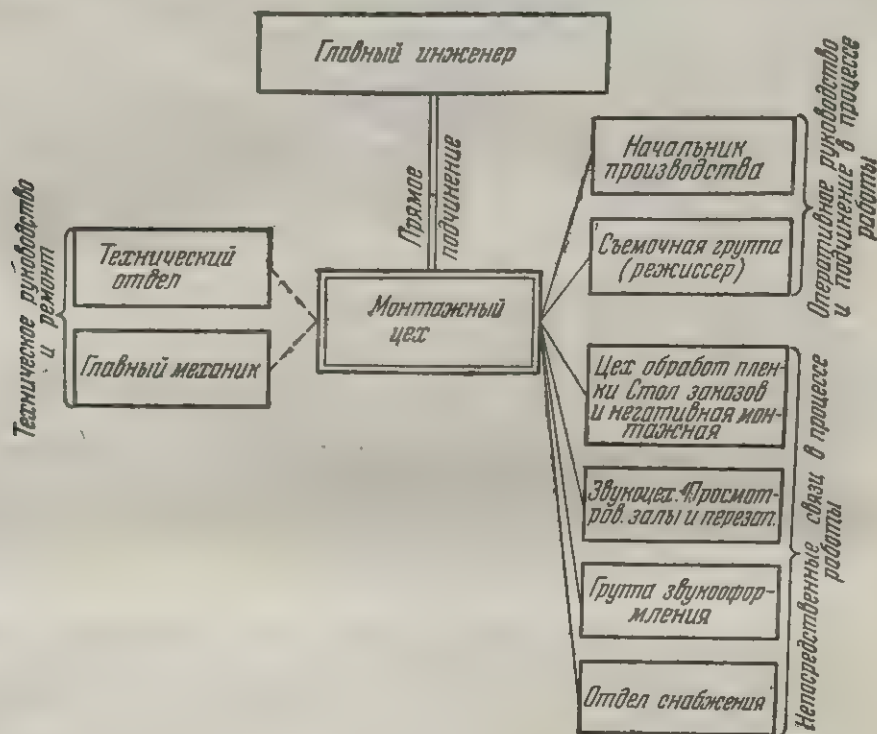 Главный инженер
Прямое
подчинение
Начальник
производства
Съемочная группа
(режиссер)
Оперативное руководство
и подчинение в процессе
работы
Техническое руководство
и ремонт
Технический
отдел
Главный механик
Монтажный
цех
Цех обработ плен-
ки Стол заказов
и негативная мон-
тажная
Звукоцех. Просмот-
ров. залы и перезап.
Группа звукоофор-
мления
Отдел снабжения
Непосредственные связи в процессе
работы